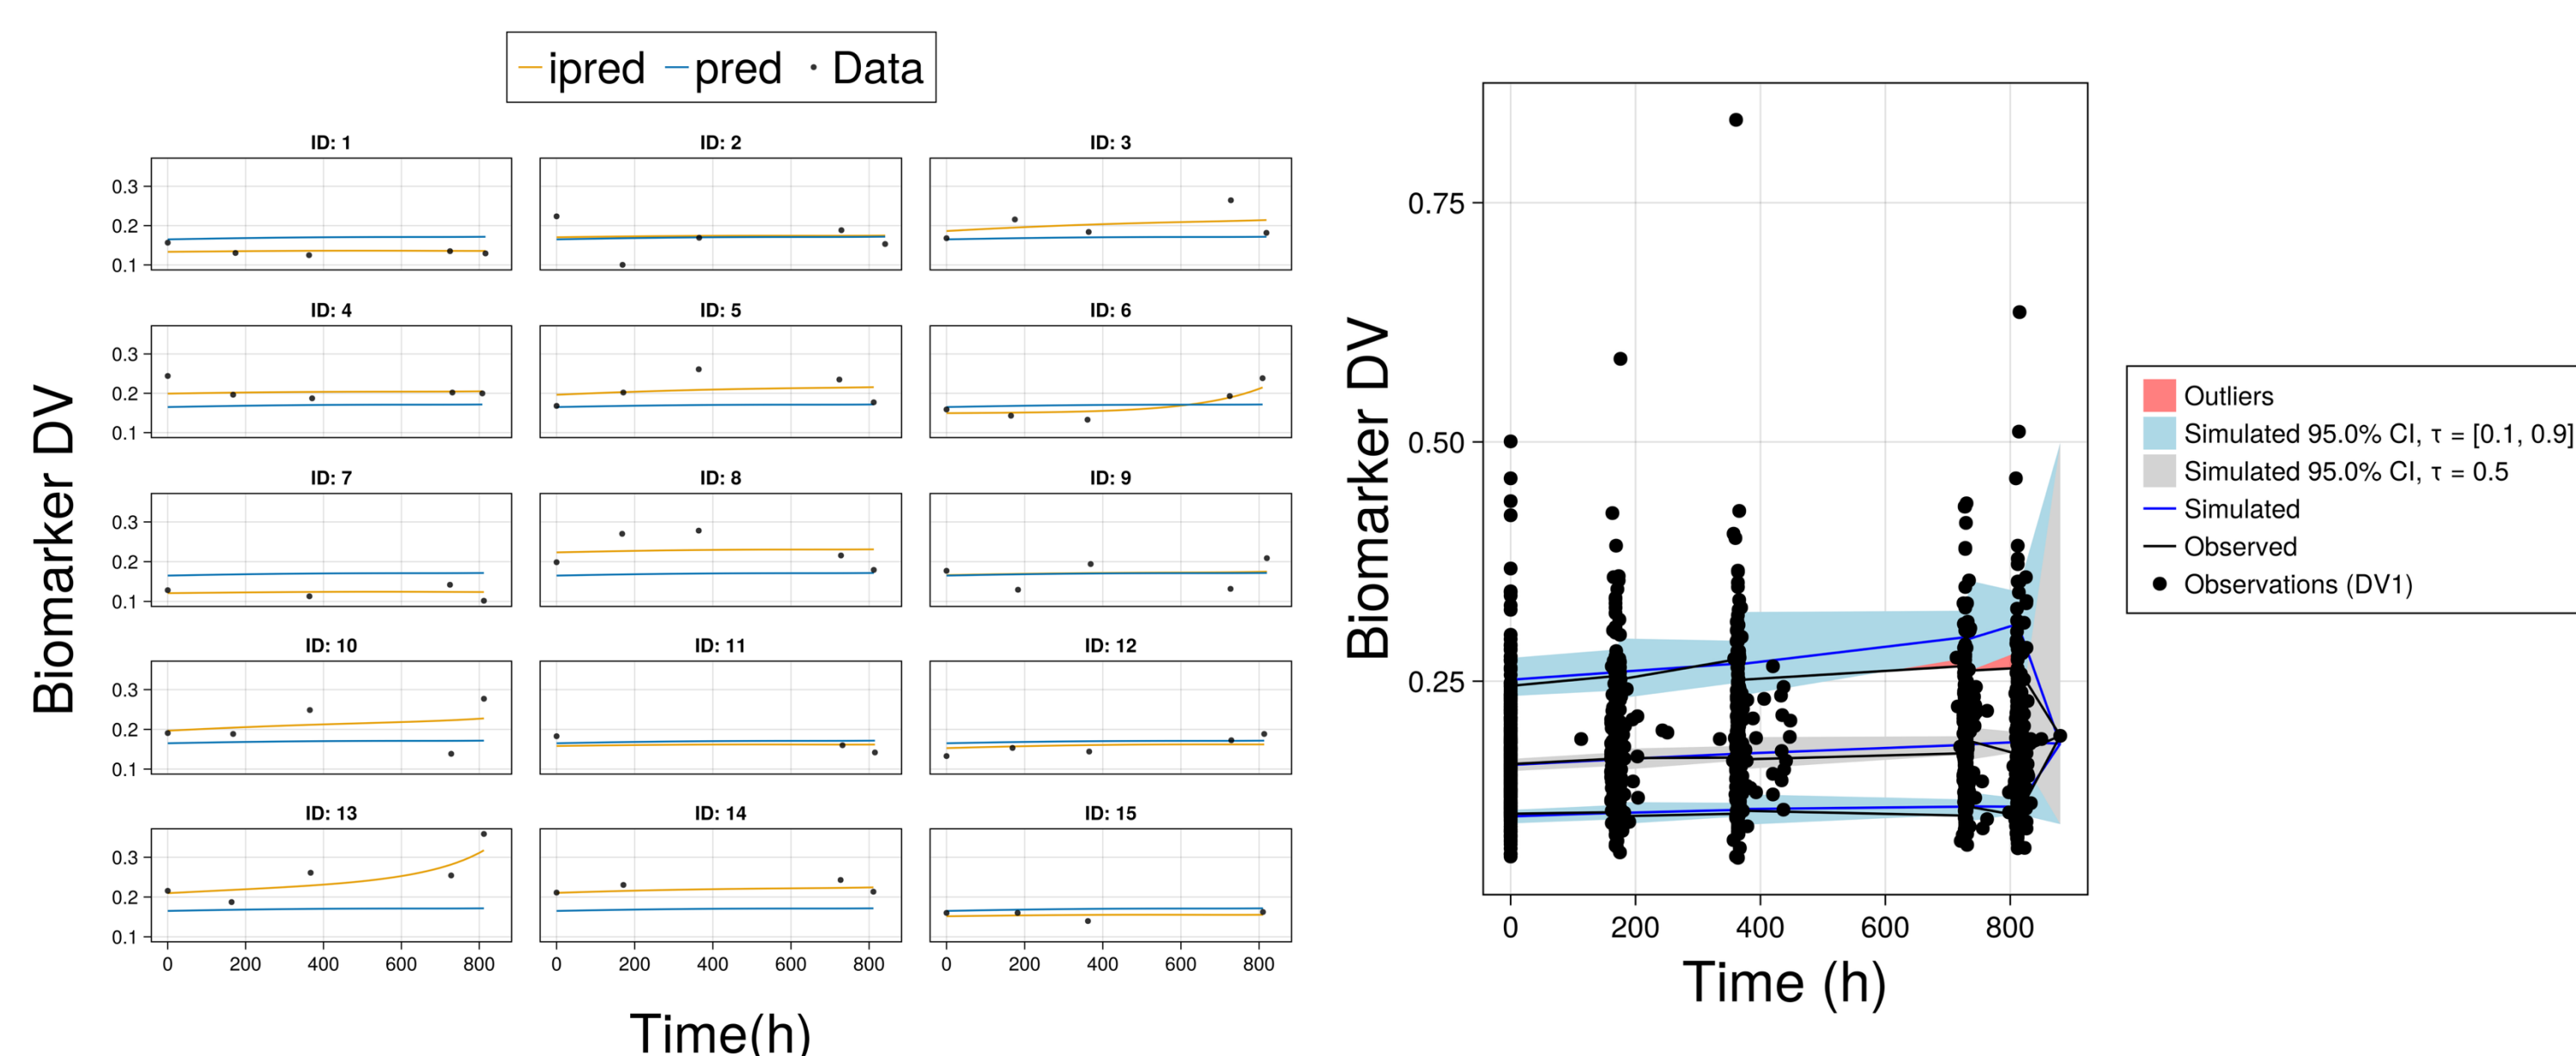 ipred pred Data
ID: 1 ID: 2 ID: 3
0.3
0.2
0.1
ID: 4 ID: 5 ID: 6
0.3
0.2
0.1
ID: 7 ID: 8 ID: 9
0.3
0.2
0.1
ID: 10 ID: 11 ID: 12
0.3
0.2
0.1
ID: 13 ID: 14 ID: 15
0.3
0.2
0.1
0 200 400 600 800 0 200 400 600 800 0 200 400 600 800
Biomarker DV
Time(h)
Biomarker DV
0.75
0.50
0.25
0 200 400 600 800
Time (h)
Outliers
Simulated 95.0% CI, τ = [0.1, 0.9]
Simulated 95.0% CI, τ = 0.5
Simulated
Observed
Observations (DV1)